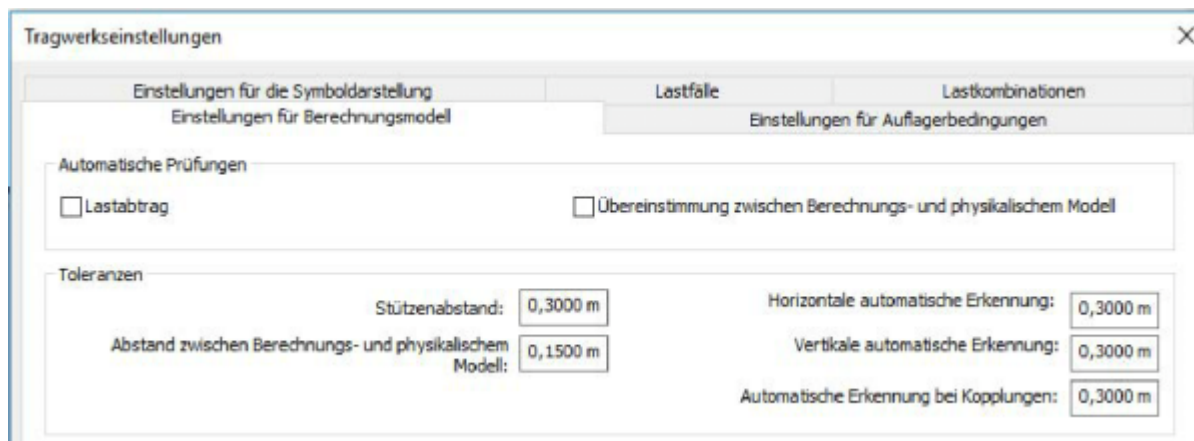 Tragwerkseinstellungen
Einstellungen für die Symboldarstellung
Lastfälle
Lastkombinationen
Einstellungen für Berechnungsmodell
Einstellungen für Auflagerbedingungen
Automatische Prüfungen
Lastabtrag
Übereinstimmung zwischen Berechnungs- und physikalischem Modell
Toleranzen
Stützenabstand: 0,3000 m
Abstand zwischen Berechnungs- und physikalischem
Modell: 0,1500 m
Horizontale automatische Erkennung: 0,3000 m
Vertikale automatische Erkennung: 0,3000 m
Automatische Erkennung bei Kopplungen: 0,3000 m